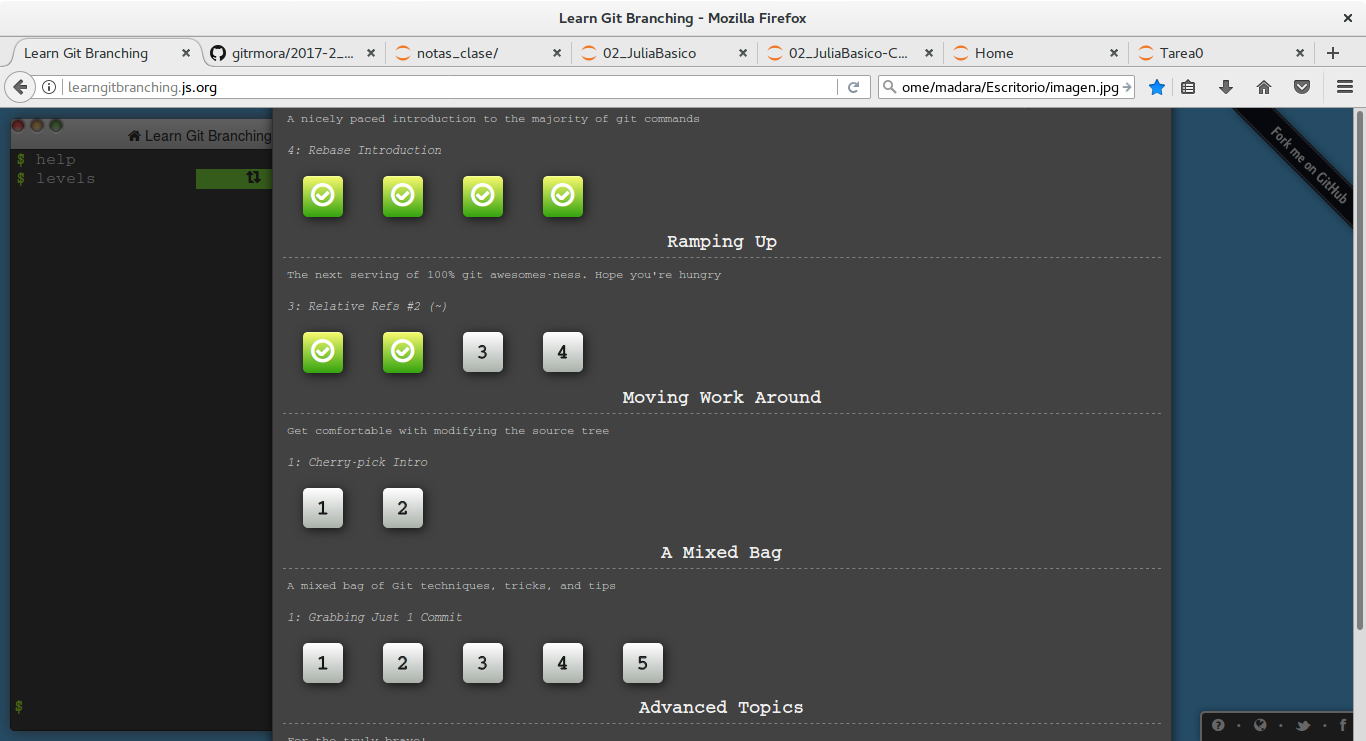 Learn Git Branching - Mozilla Firefox
Learn Git Branching
gitrmora/2017-2_...
notas_clase/
02_JuliaBasico
02_JuliaBasico-C...
Home
Tarea0
learngitbranching.js.org
ome/madara/Escritorio/imagen.jpg
Learn Git Branching
$ help
$ levels
$
A nicely paced introduction to the majority of git commands
4: Rebase Introduction
Ramping Up
The next serving of 100% git awesomes-ness. Hope you're hungry
3: Relative Refs #2 (~)
3 4
Moving Work Around
Get comfortable with modifying the source tree
1: Cherry-pick Intro
1 2
A Mixed Bag
A mixed bag of Git techniques, tricks, and tips
1: Grabbing Just 1 Commit
1 2 3 4 5
Advanced Topics
For the truly brave!
Fork me on GitHub